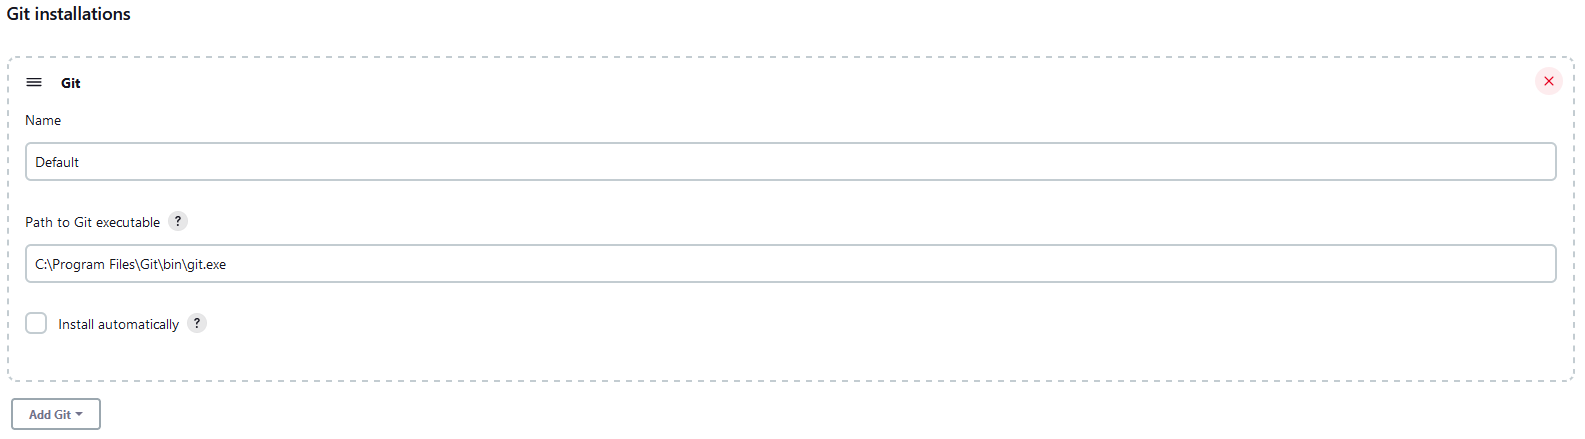 Git installations
Git
Name
Default
Path to Git executable ?
C:\Program Files\Git\bin\git.exe
Install automatically ?
Add Git